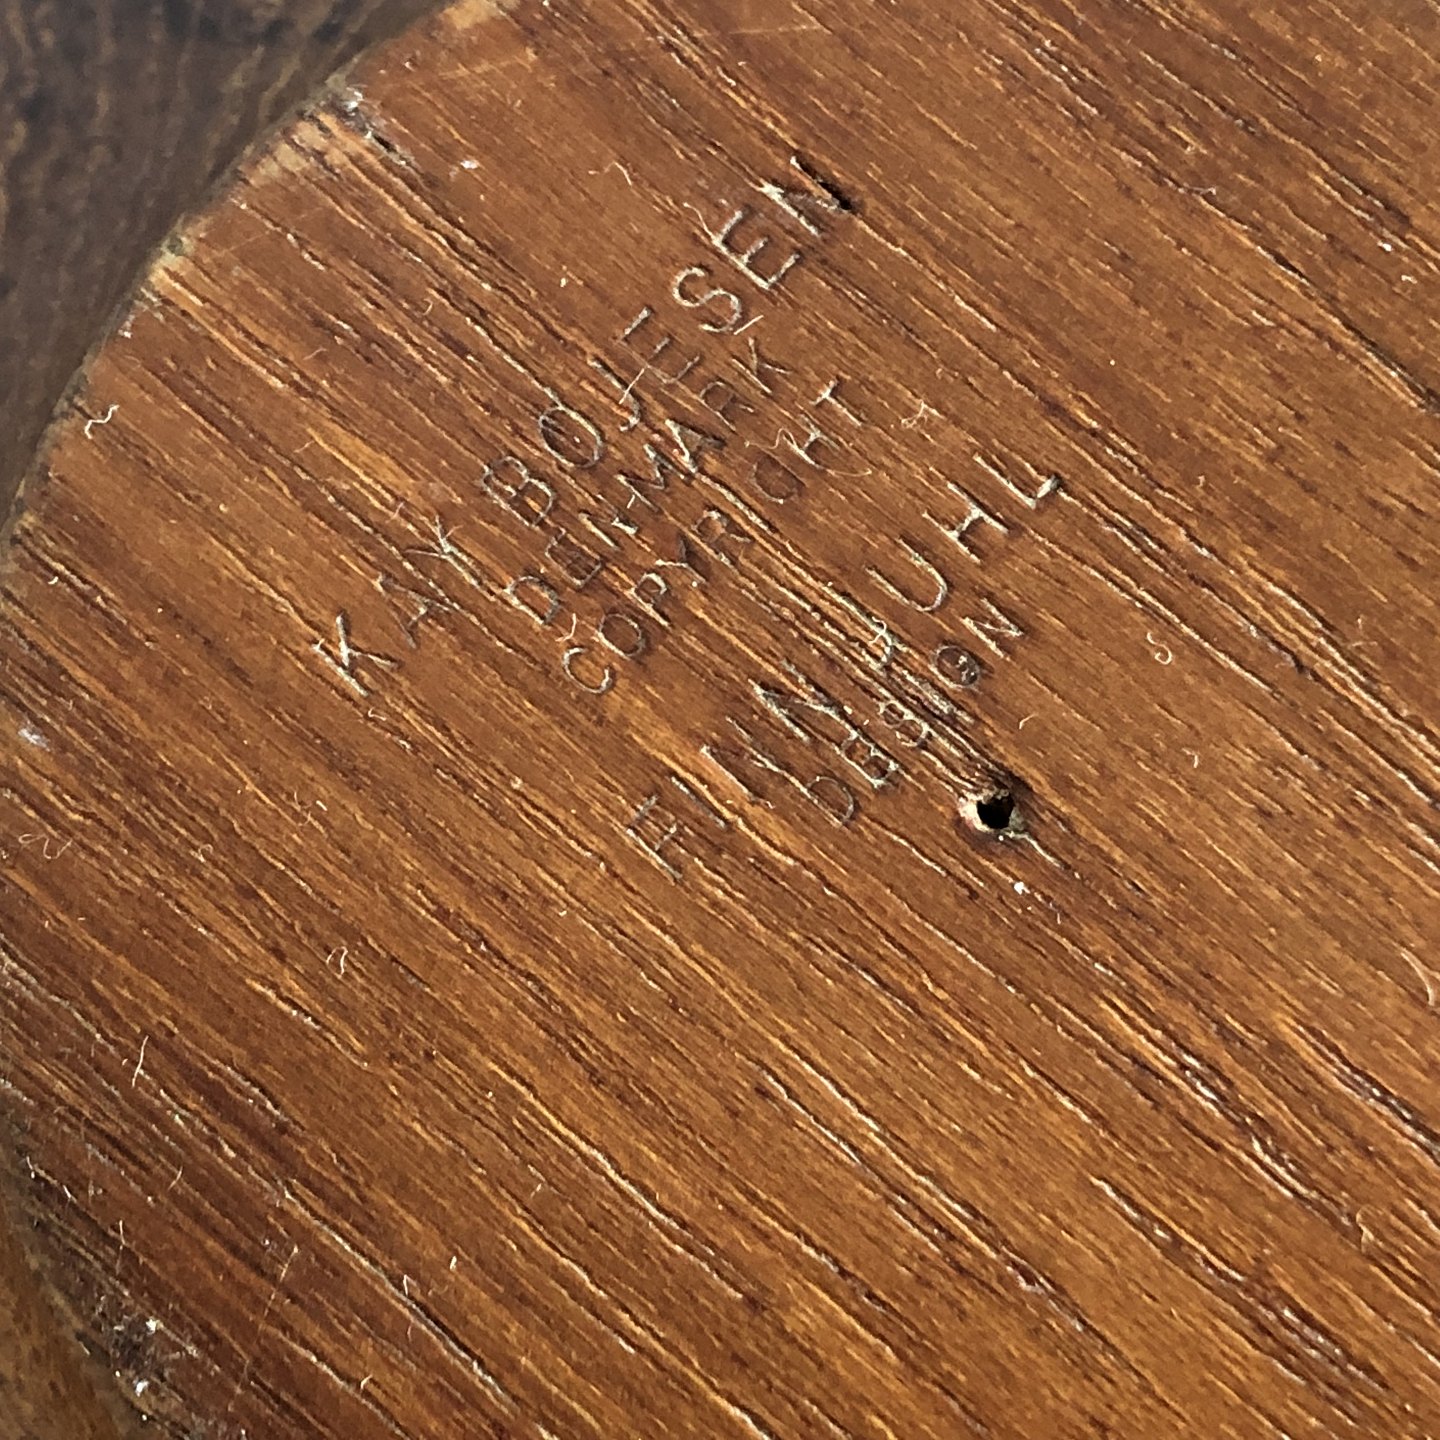 KAY BOJESEN
DENMARK
COPYRIGHT
FINN JUHL
DESIGN